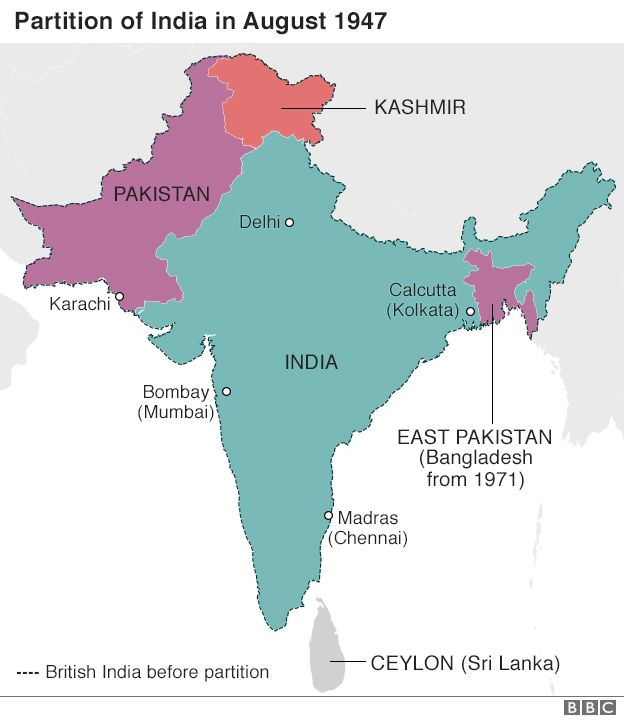 Partition of India in August 1947
KASHMIR
PAKISTAN
Delhi
Karachi
Calcutta
(Kolkata)
INDIA
Bombay
(Mumbai)
EAST PAKISTAN
(Bangladesh
from 1971)
Madras
(Chennai)
CEYLON (Sri Lanka)
---- British India before partition
BBC